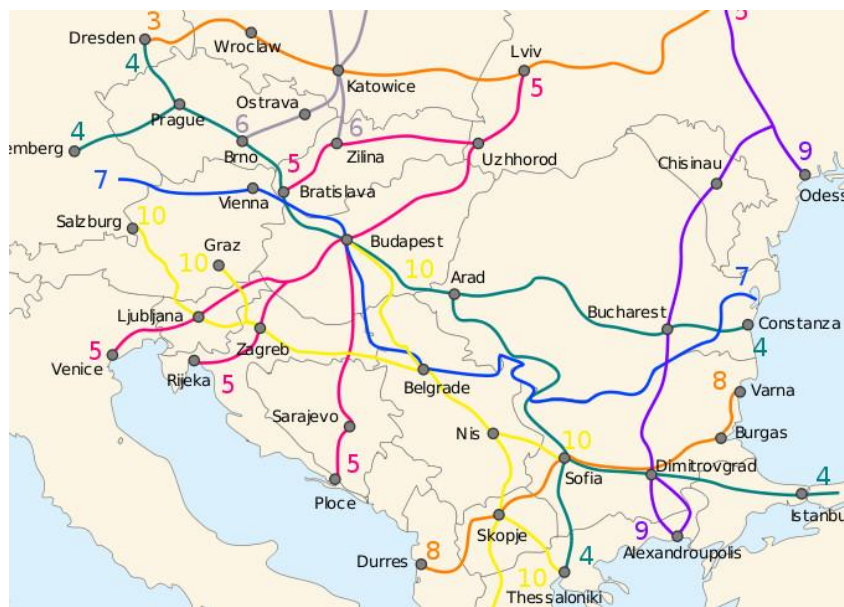 3
5
Dresden
Wroclaw
Lviv
4
Katowice
5
Ostrava
Prague
6
6
emberg
4
Brno
Zilina
Uzhhorod
9
Chisinau
5
7
Vienna
Bratislava
Odess
Salzburg
10
Graz
Budapest
10
10
Arad
7
Ljubljana
Bucharest
Constanza
Zagreb
4
5
Venice
Rijeka
5
Belgrade
8
Varna
Sarajevo
Nis
10
Burgas
Sofia
Dimitrovgrad
4
5
Ploce
Istanbu
Skopje
9
Alexandroupolis
Durres
8
4
10
Thessaloniki